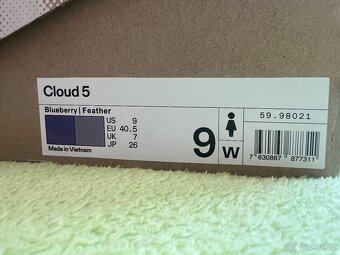 Cloud 5
Blueberry | Feather
US 9
EU 40.5
UK 7
JP 26
Made in Vietnam
9
W
59.98021
7 630867 877311